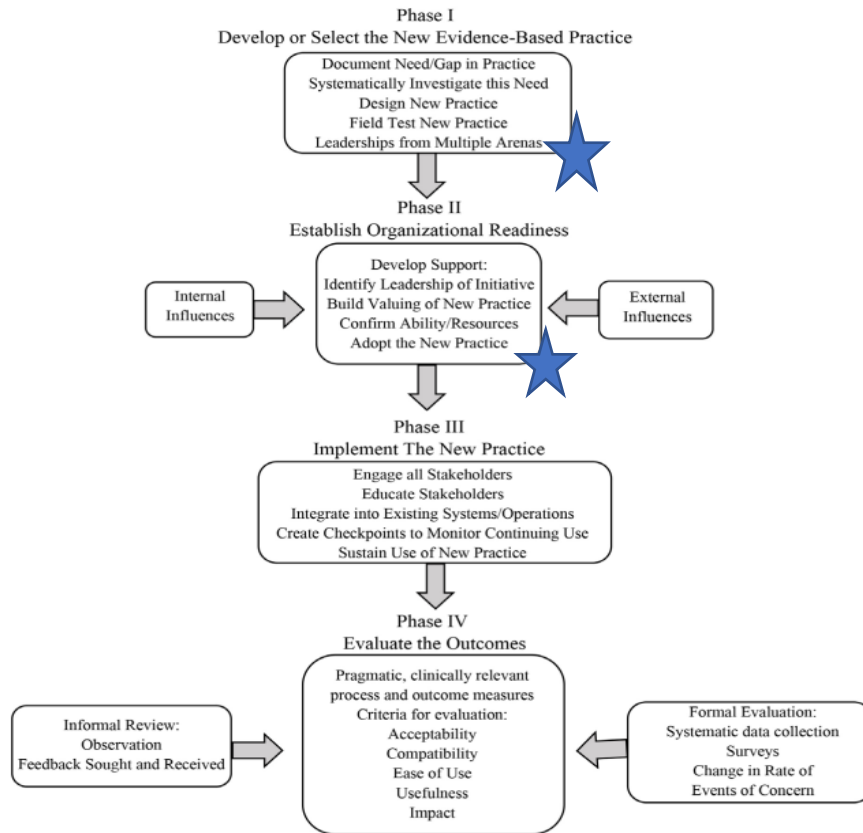 Phase I
Develop or Select the New Evidence-Based Practice
Document Need/Gap in Practice
Systematically Investigate this Need
Design New Practice
Field Test New Practice
Leaderships from Multiple Arenas
Phase II
Establish Organizational Readiness
Internal
Influences
Develop Support:
Identify Leadership of Initiative
Build Valuing of New Practice
Confirm Ability/Resources
Adopt the New Practice
External
Influences
Phase III
Implement The New Practice
Engage all Stakeholders
Educate Stakeholders
Integrate into Existing Systems/Operations
Create Checkpoints to Monitor Continuing Use
Sustain Use of New Practice
Phase IV
Evaluate the Outcomes
Informal Review:
Observation
Feedback Sought and Received
Pragmatic, clinically relevant
process and outcome measures
Criteria for evaluation:
Acceptability
Compatibility
Ease of Use
Usefulness
Impact
Formal Evaluation:
Systematic data collection
Surveys
Change in Rate of
Events of Concern